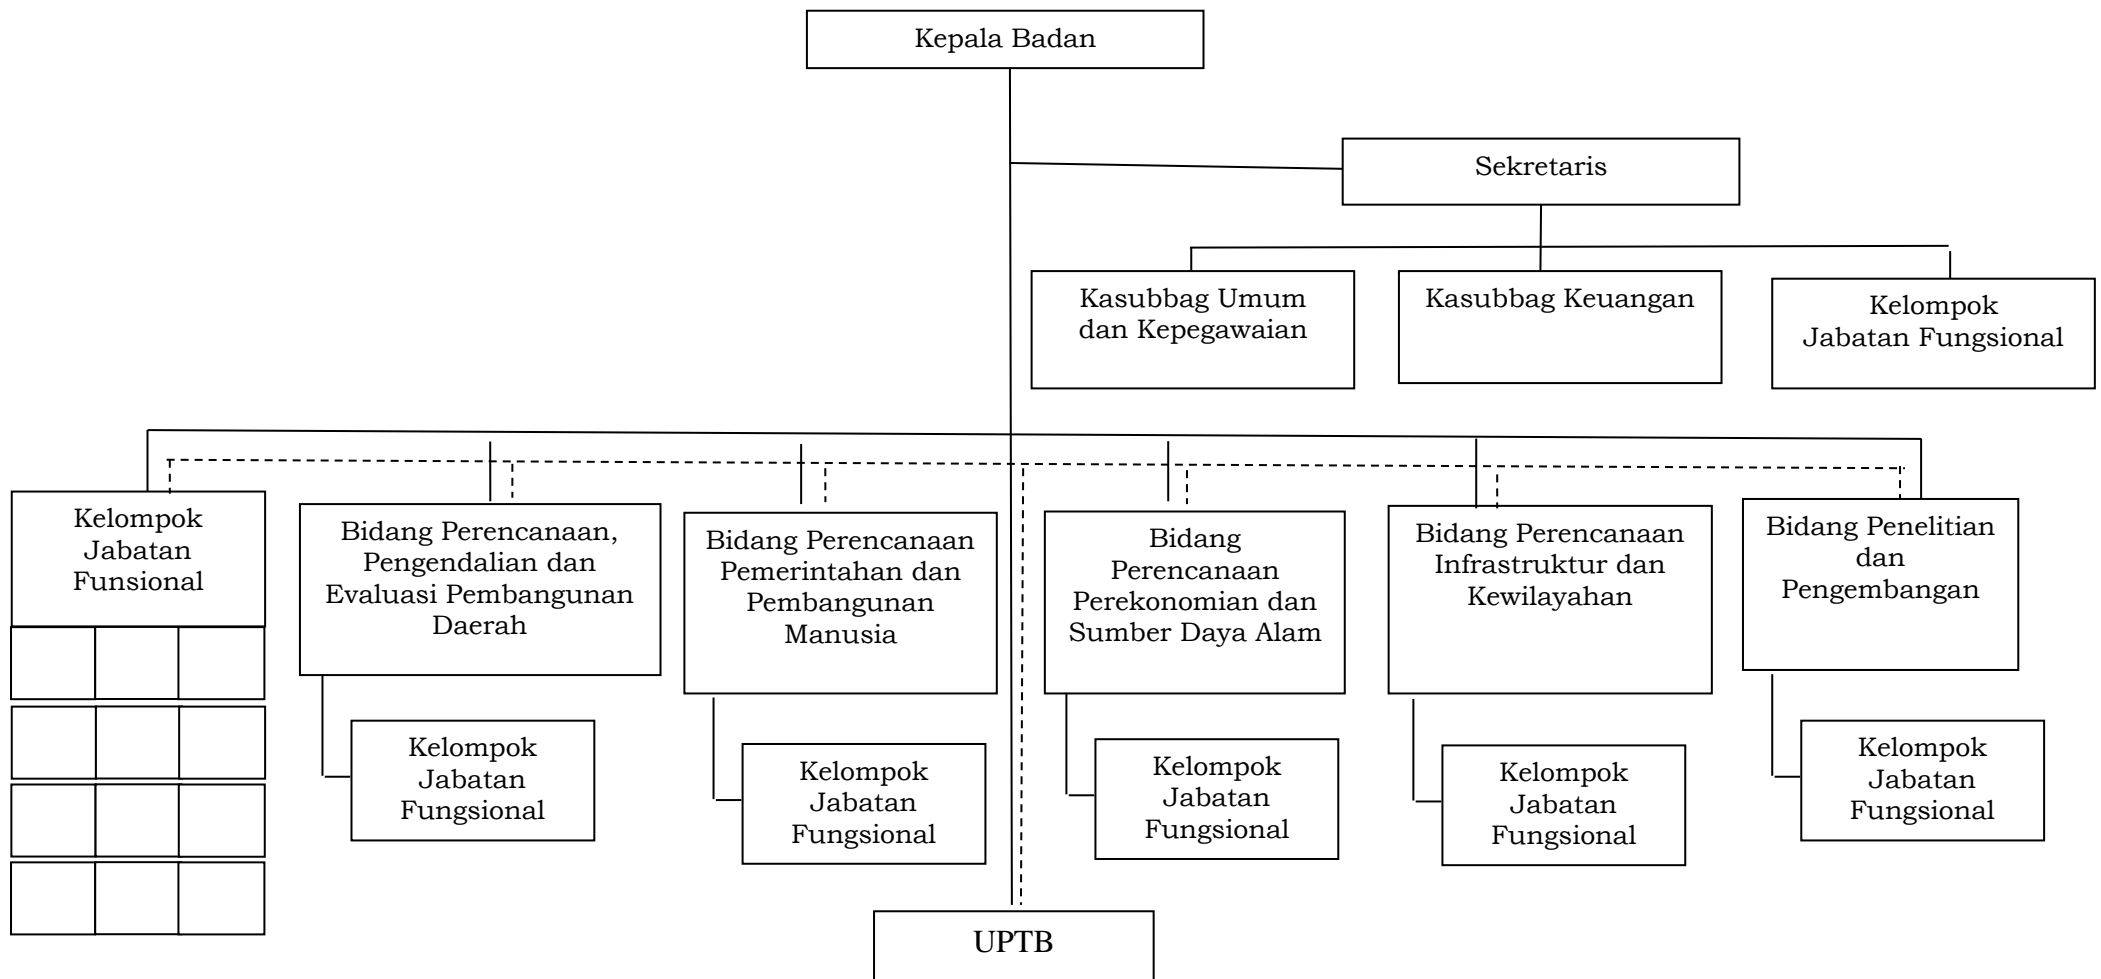 Kepala Badan
Sekretaris
Kasubbag Umum
dan Kepegawaian
Kasubbag Keuangan
Kelompok
Jabatan Fungsional
Kelompok
Jabatan
Funsional
Bidang Perencanaan,
Pengendalian dan
Evaluasi Pembangunan
Daerah
Bidang Perencanaan
Pemerintahan dan
Pembangunan
Manusia
Bidang
Perencanaan
Perekonomian dan
Sumber Daya Alam
Bidang Perencanaan
Infrastruktur dan
Kewilayahan
Bidang Penelitian
dan
Pengembangan
Kelompok
Jabatan
Fungsional
Kelompok
Jabatan
Fungsional
Kelompok
Jabatan
Fungsional
Kelompok
Jabatan
Fungsional
Kelompok
Jabatan
Fungsional
UPTB